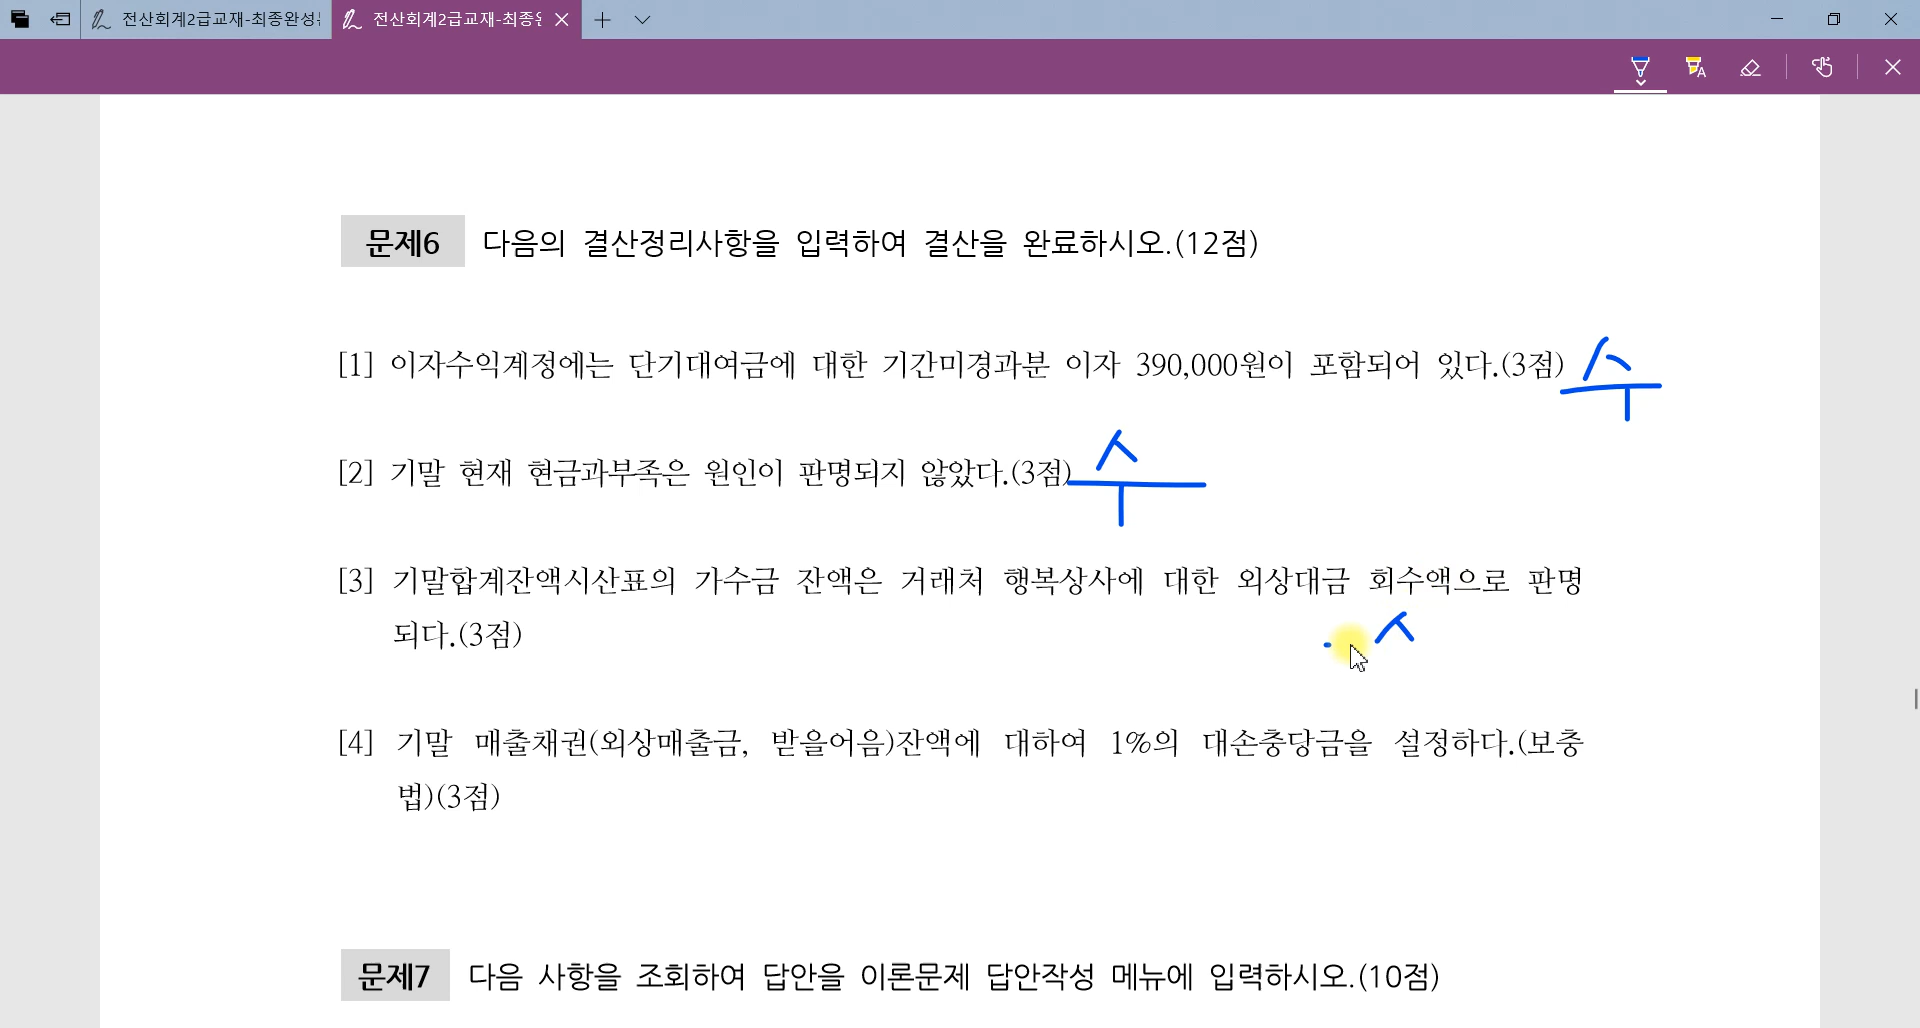 전산회계2급교재-최종완성본
전산회계2급교재-최종완
문제6 다음의 결산정리사항을 입력하여 결산을 완료하시오.(12점)
[1] 이자수익계정에는 단기대여금에 대한 기간미경과분 이자 390,000원이 포함되어 있다.(3점) 수
[2] 기말 현재 현금과부족은 원인이 판명되지 않았다.(3점) 수
[3] 기말합계잔액시산표의 가수금 잔액은 거래처 행복상사에 대한 외상대금 회수액으로 판명
되다.(3점)
[4] 기말 매출채권(외상매출금, 받을어음)잔액에 대하여 1%의 대손충당금을 설정하다.(보충
법)(3점)
문제7 다음 사항을 조회하여 답안을 이론문제 답안작성 메뉴에 입력하시오.(10점)